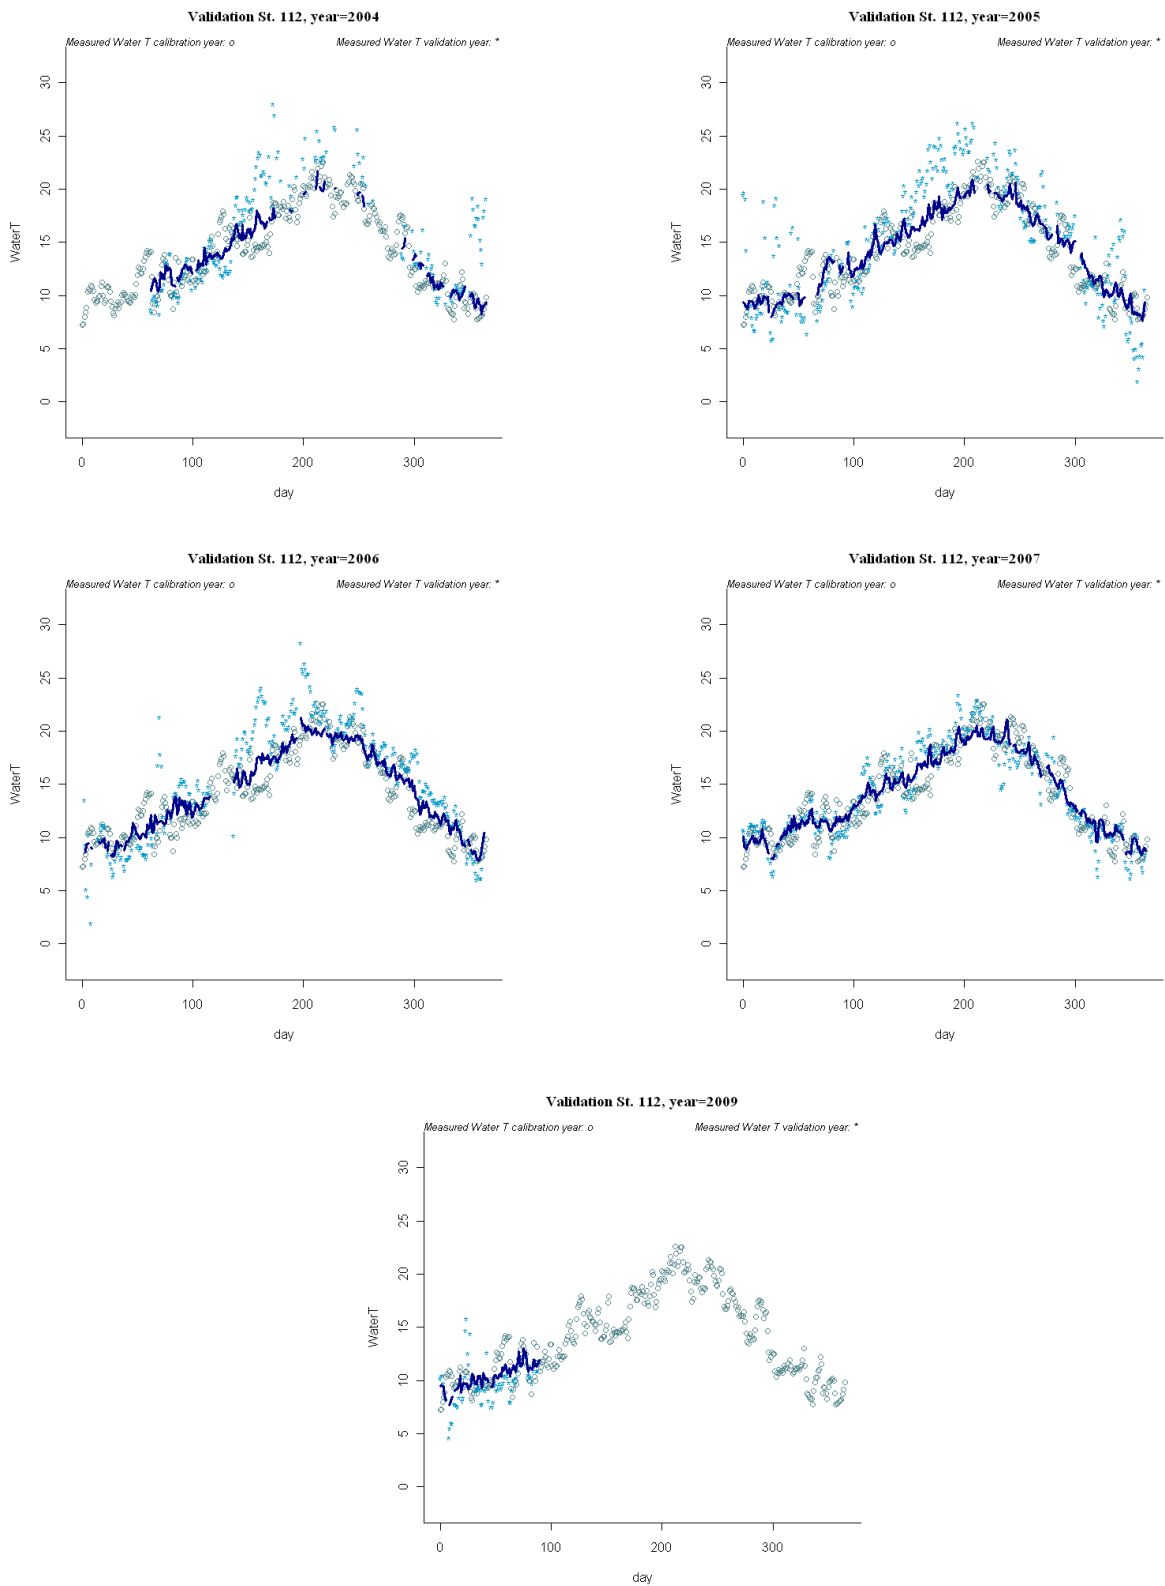 Validation St. 112, year=2004
Measured Water T calibration year: o
Measured Water T validation year: *
WaterT
30
25
20
15
10
5
0
0
100
200
300
day
Validation St. 112, year=2005
Measured Water T calibration year: o
Measured Water T validation year: *
WaterT
30
25
20
15
10
5
0
0
100
200
300
day
Validation St. 112, year=2006
Measured Water T calibration year: o
Measured Water T validation year: *
WaterT
30
25
20
15
10
5
0
0
100
200
300
day
Validation St. 112, year=2007
Measured Water T calibration year: o
Measured Water T validation year: *
WaterT
30
25
20
15
10
5
0
0
100
200
300
day
Validation St. 112, year=2009
Measured Water T calibration year: o
Measured Water T validation year: *
WaterT
30
25
20
15
10
5
0
0
100
200
300
day